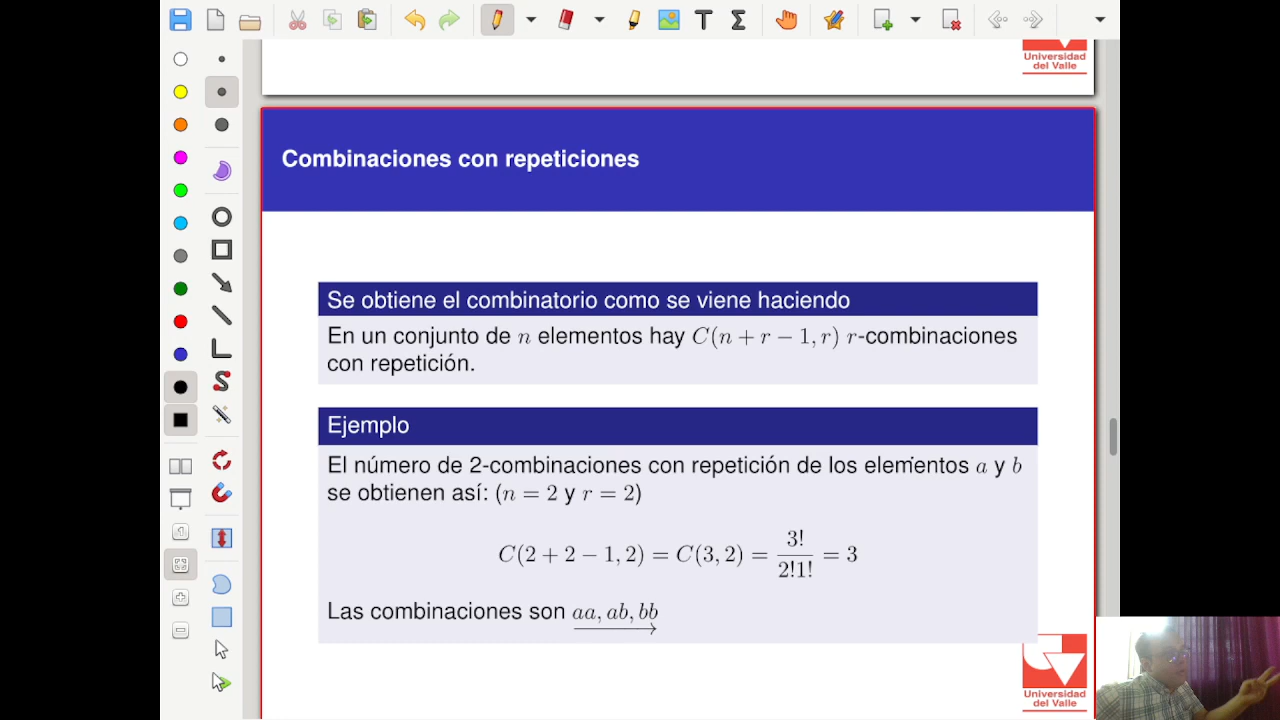 Universidad
del Valle
Combinaciones con repeticiones
Se obtiene el combinatorio como se viene haciendo
En un conjunto de n elementos hay C(n + r − 1, r) r-combinaciones
con repetición.
Ejemplo
El número de 2-combinaciones con repetición de los elementos a y b
se obtienen así: (n = 2 y r = 2)
C(2 + 2 − 1, 2) = C(3, 2) = 3!/2!1! = 3
Las combinaciones son aa, ab, bb
Universidad
del Valle